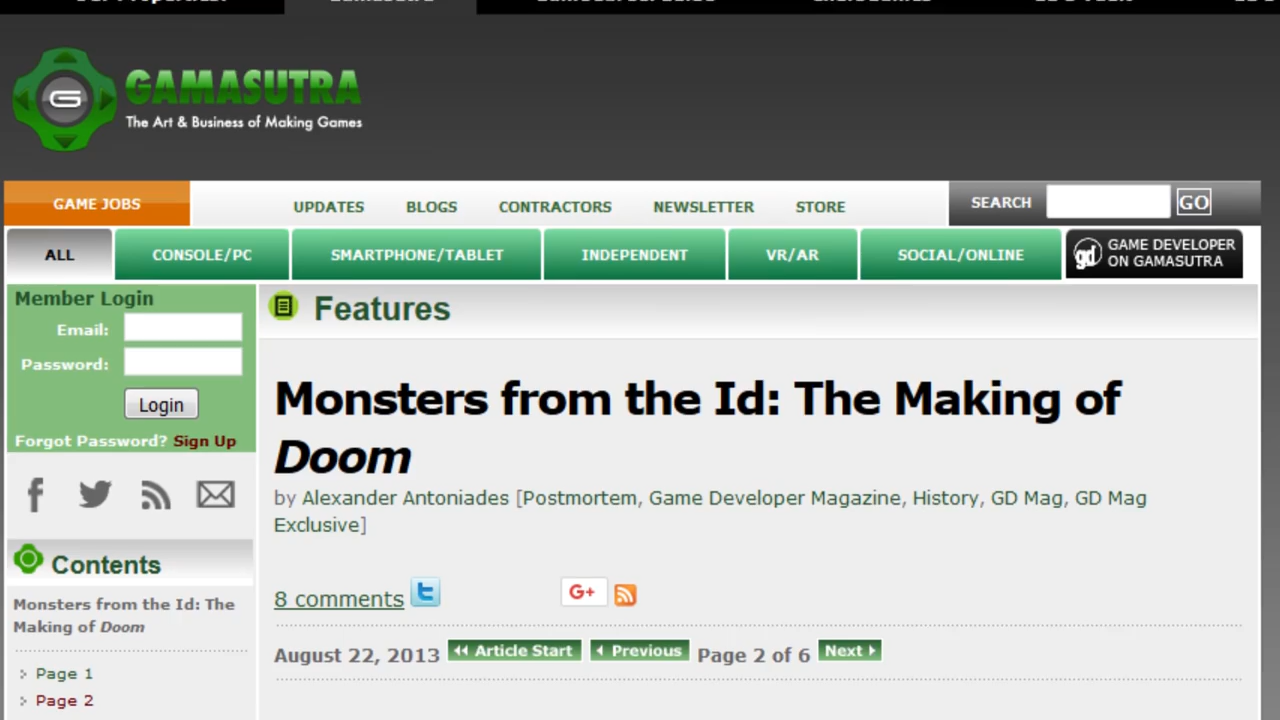 G GAMASUTRA
The Art & Business of Making Games
GAME JOBS
UPDATES BLOGS CONTRACTORS NEWSLETTER STORE
SEARCH GO
ALL CONSOLE/PC SMARTPHONE/TABLET INDEPENDENT VR/AR SOCIAL/ONLINE
gd GAME DEVELOPER
ON GAMASUTRA
Member Login
Email:
Password:
Login
Forgot Password? Sign Up
Contents
Monsters from the Id: The
Making of Doom
Page 1
Page 2
Features
Monsters from the Id: The Making of
Doom
by Alexander Antoniades [Postmortem, Game Developer Magazine, History, GD Mag, GD Mag
Exclusive]
8 comments G+
August 22, 2013 Article Start Previous Page 2 of 6 Next